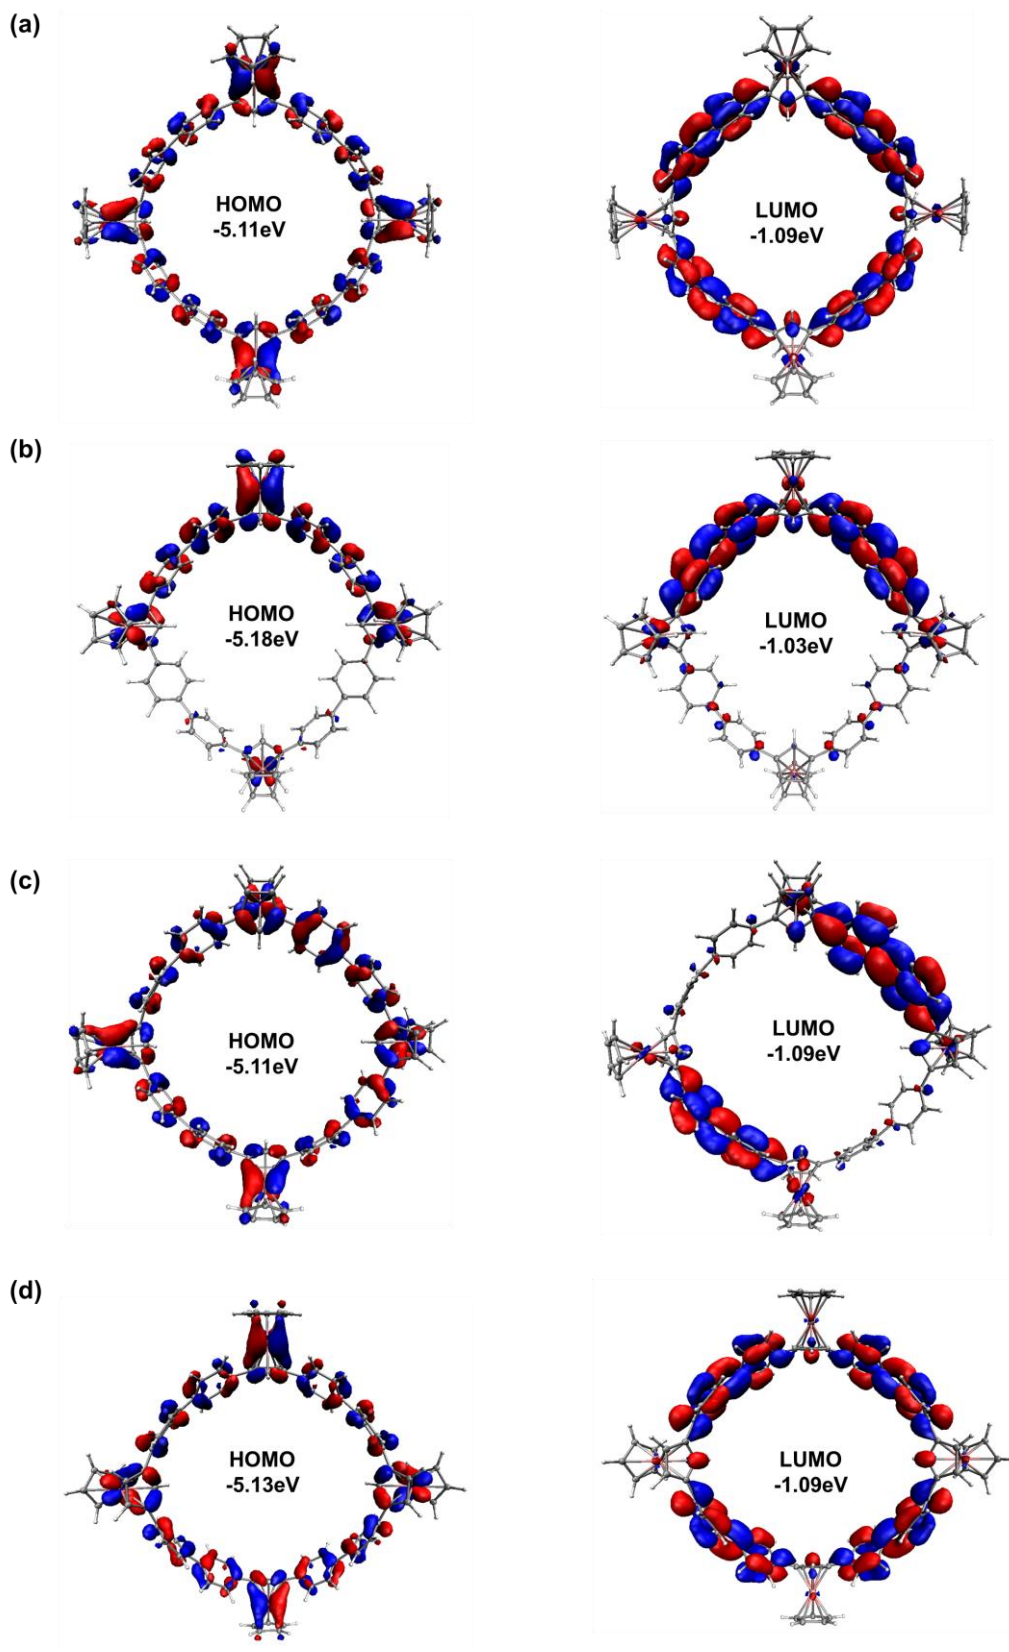 (a)
HOMO
-5.11eV
LUMO
-1.09eV
(b)
HOMO
-5.18eV
LUMO
-1.03eV
(c)
HOMO
-5.11eV
LUMO
-1.09eV
(d)
HOMO
-5.13eV
LUMO
-1.09eV